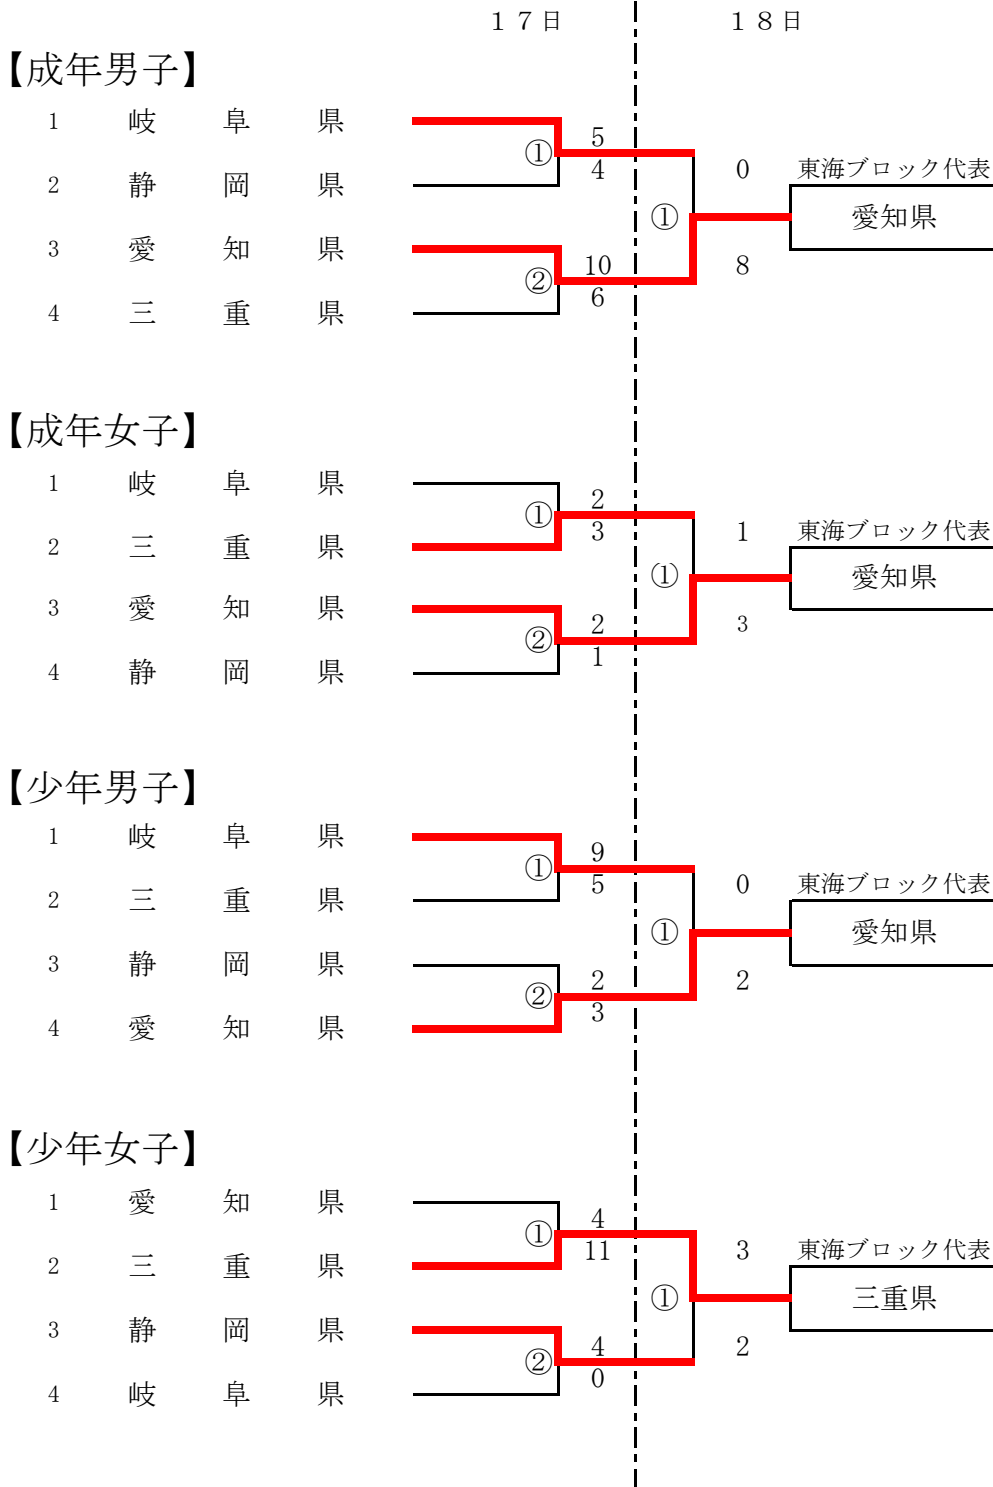 １７日 １８日
【成年男子】
1 岐阜県
5
① 4 0 東海ブロック代表
2 静岡県
① 愛知県
3 愛知県
10 8
② 6
4 三重県
【成年女子】
1 岐阜県
2
① 3 1 東海ブロック代表
2 三重県
① 愛知県
3 愛知県
2 3
② 1
4 静岡県
【少年男子】
1 岐阜県
9
① 5 0 東海ブロック代表
2 三重県
① 愛知県
3 静岡県
2 2
② 3
4 愛知県
【少年女子】
1 愛知県
4
① 11 3 東海ブロック代表
2 三重県
① 三重県
3 静岡県
4 2
② 0
4 岐阜県